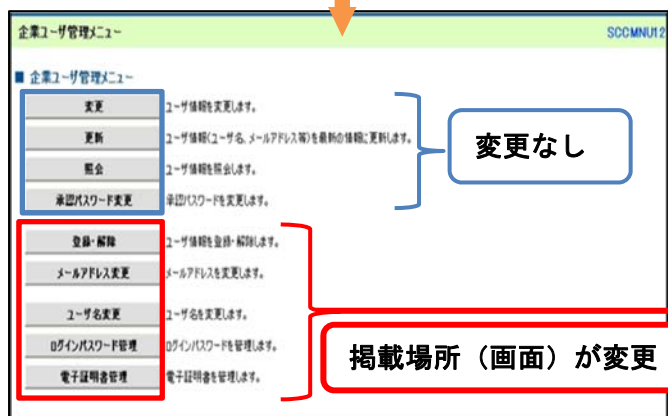 企業ユーザ管理メニュー SCCMNU12
■ 企業ユーザ管理メニュー
変更 ユーザ情報を変更します。
更新 ユーザ情報(ユーザ名、メールアドレス等)を最新の情報に更新します。
照会 ユーザ情報を照会します。
承認パスワード変更 承認パスワードを変更します。
変更なし
登録・解除 ユーザ情報を登録・解除します。
メールアドレス変更 メールアドレスを変更します。
ユーザ名変更 ユーザ名を変更します。
ログインパスワード管理 ログインパスワードを管理します。
電子証明書管理 電子証明書を管理します。
掲載場所（画面）が変更